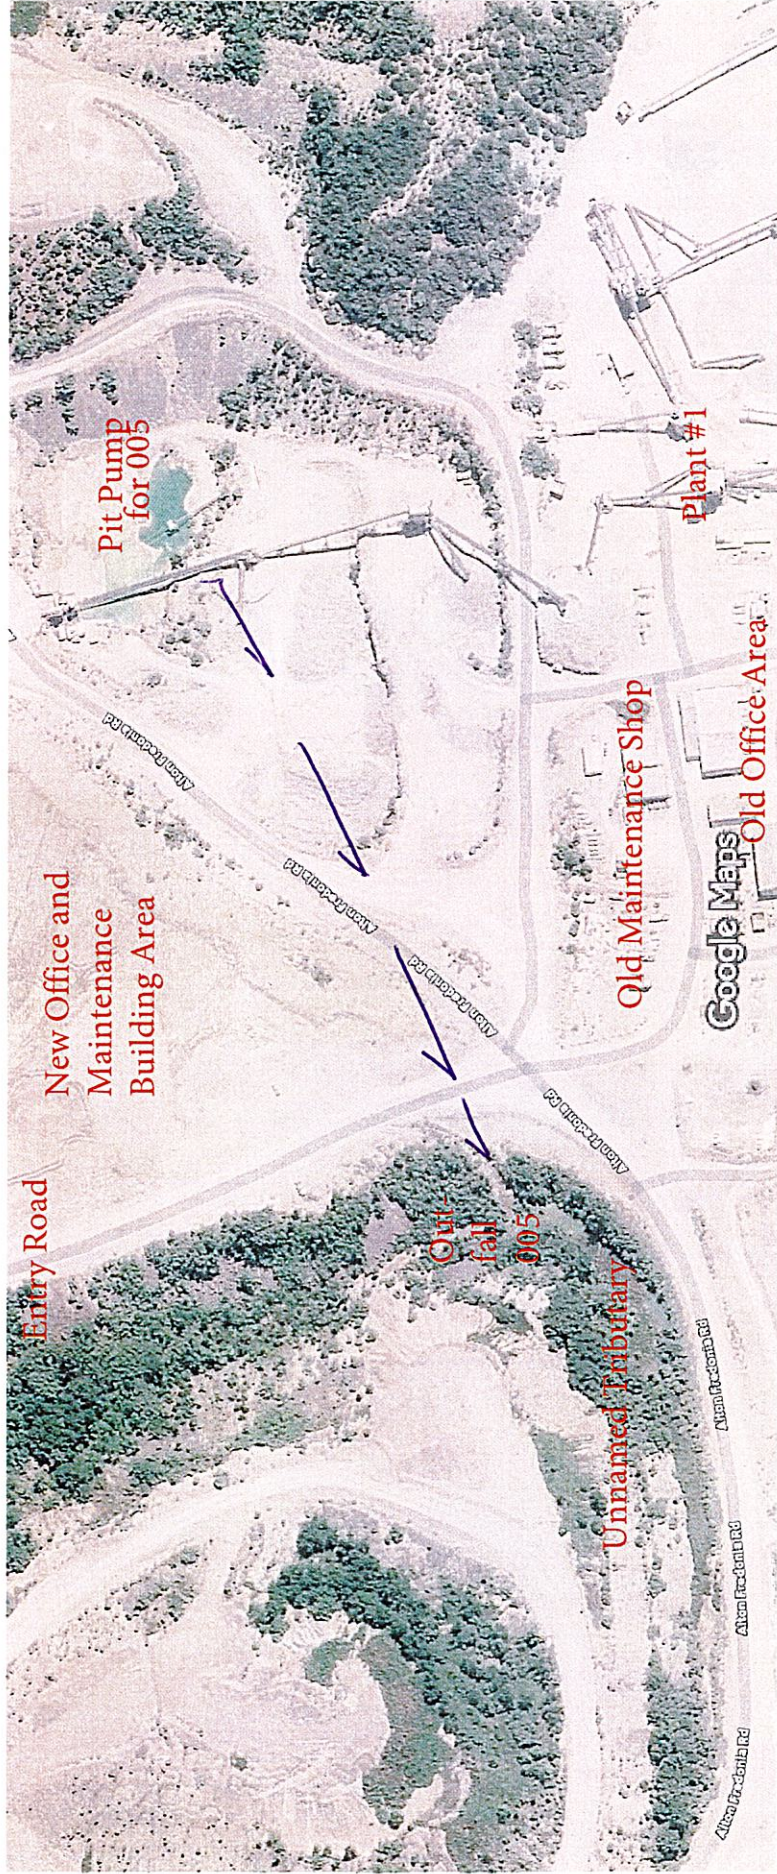 Entry Road
New Office and
Maintenance
Building Area
Pit Pump
for 005
Alton Fredonia Rd
Alton Fredonia Rd
Alton Fredonia Rd
Alton Fredonia Rd
Out-
fall
005
Unnamed Tributary
Old Maintenance Shop
Plant #1
Old Office Area
Google Maps
Alton Fredonia Rd
Alton Fredonia Rd
Alton Fredonia Rd